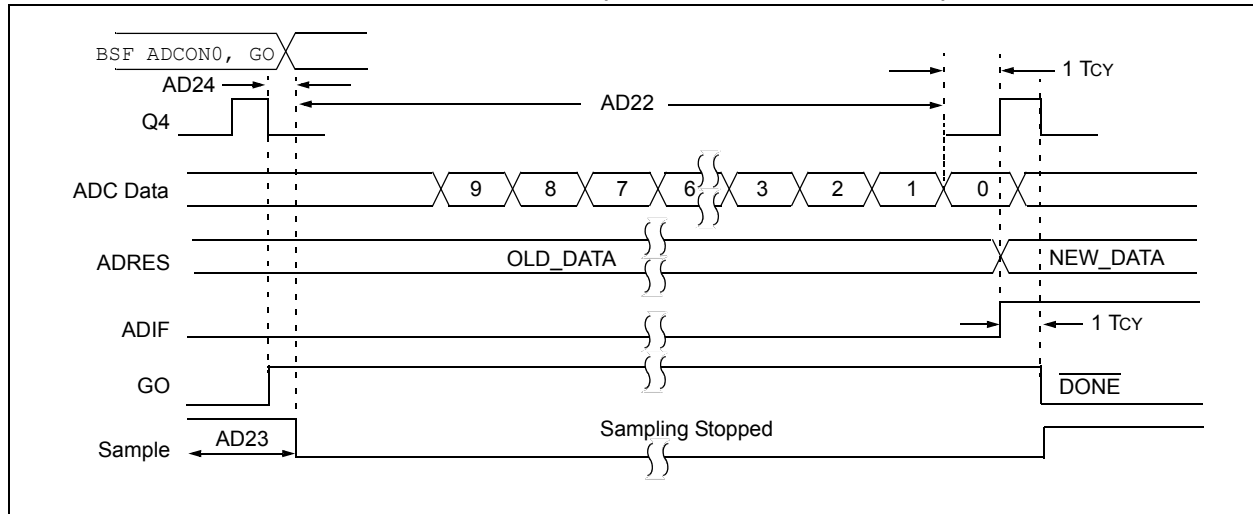 BSF ADCON0, GO
AD24
1 TCY
AD22
Q4
ADC Data
9 8 7 6 3 2 1 0
ADRES
OLD_DATA
NEW_DATA
ADIF
1 TCY
GO
DONE
Sample
AD23
Sampling Stopped